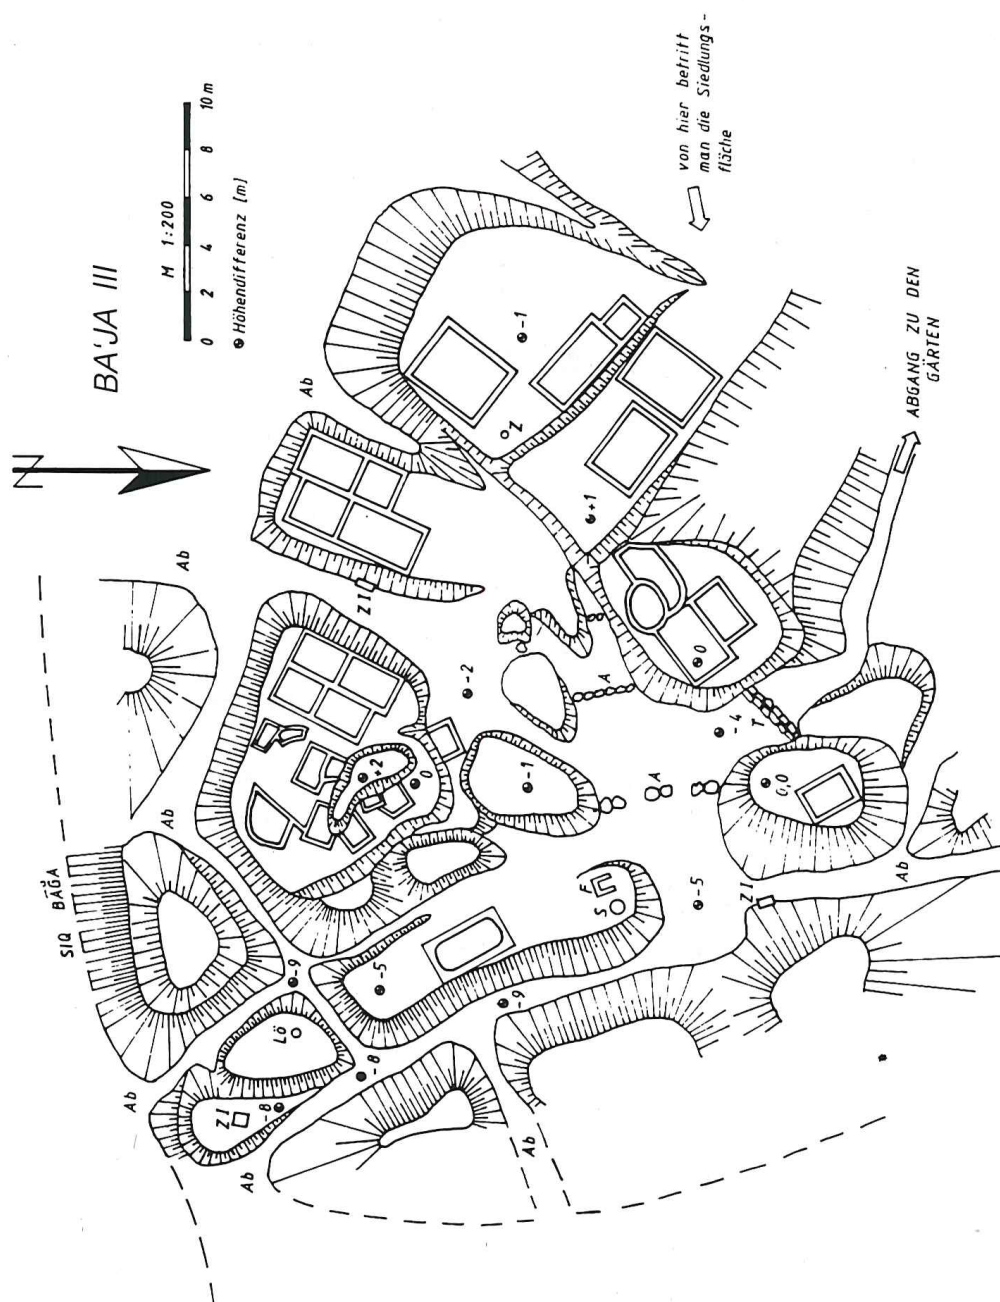 BA'JA III
M 1:200
0 2 4 6 8 10 m
Höhendifferenz [m]
N
von hier betritt
man die Siedlungs-
fläche
ABGANG ZU DEN
GÄRTEN
SIQ BAĞA
Ab
Ab
Ab
Ab
Ab
Ab
Ab
-1
Z
+1
Z I
-2
0
A
-4
T
+2
0
-1
A
0,0
F
S
-5
Z I
-5
-9
-9
Lö
-8
-8
Z I